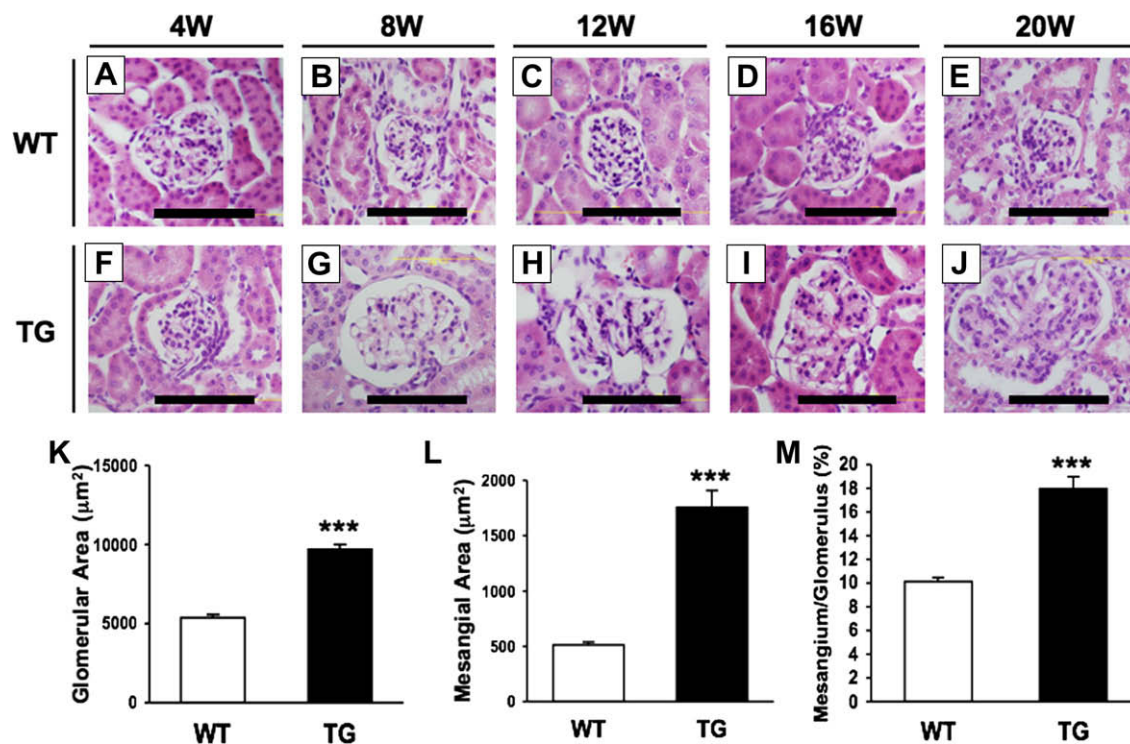 4W 8W 12W 16W 20W
WT A B C D E
TG F G H I J
K L M
Glomerular Area (μm²)
15000
10000
5000
0
***
WT TG
Mesangial Area (μm²)
2000
1500
1000
500
0
***
WT TG
Mesangium/Glomerulus (%)
20
18
16
14
12
10
8
6
4
2
0
***
WT TG